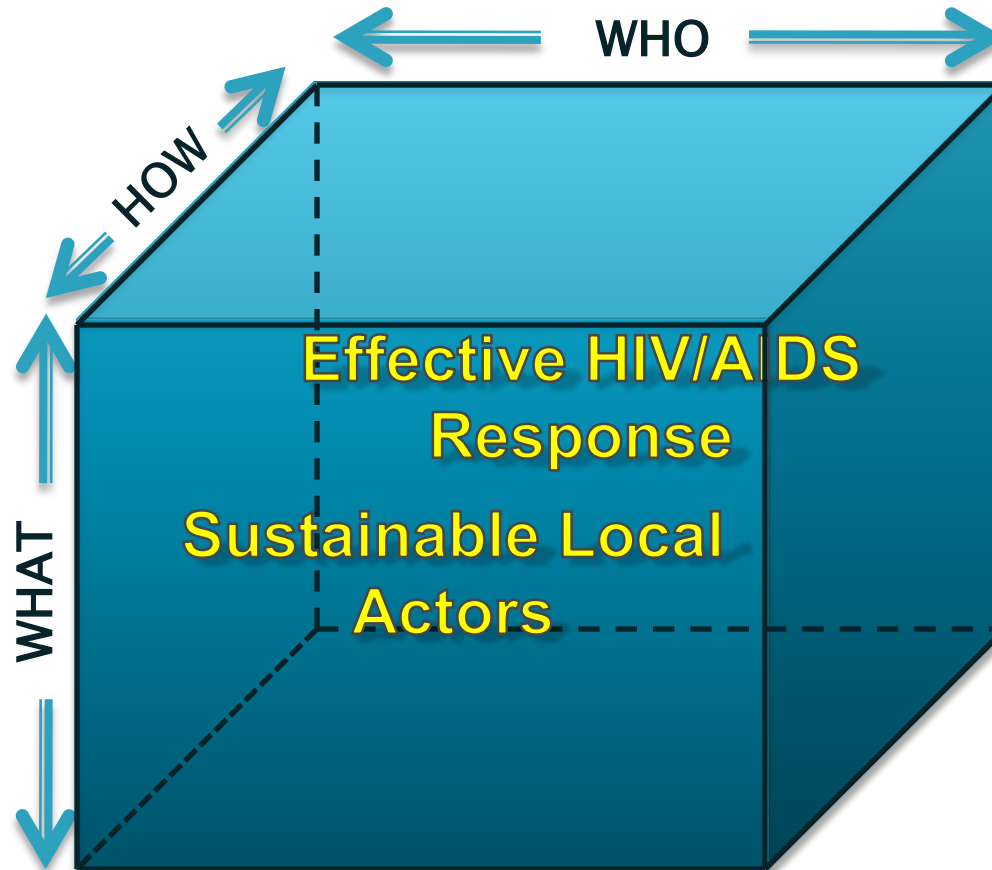 WHO
HOW
Effective HIV/AIDS
Response
Sustainable Local
Actors
WHAT